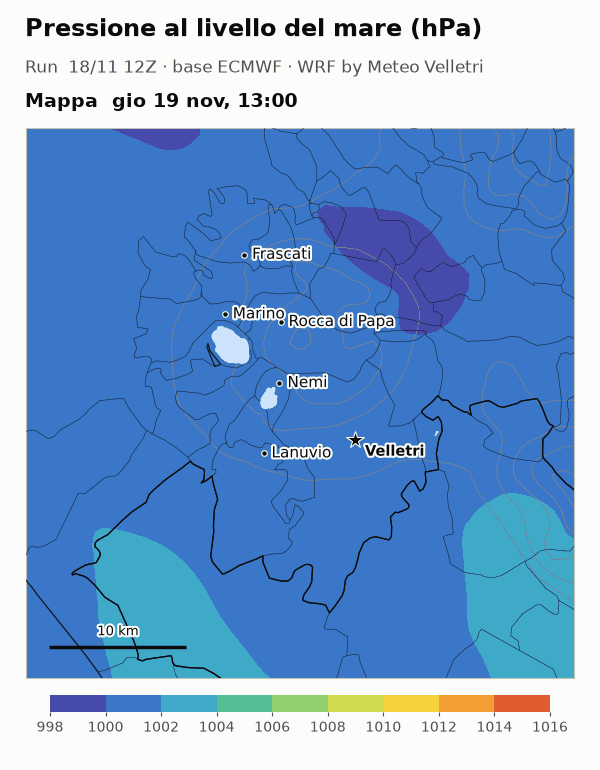 Pressione al livello del mare (hPa)
Run  18/11 12Z · base ECMWF · WRF by Meteo Velletri
Mappa  gio 19 nov, 13:00
Frascati
Marino
Rocca di Papa
Nemi
Velletri
Lanuvio
10 km
998 1000 1002 1004 1006 1008 1010 1012 1014 1016